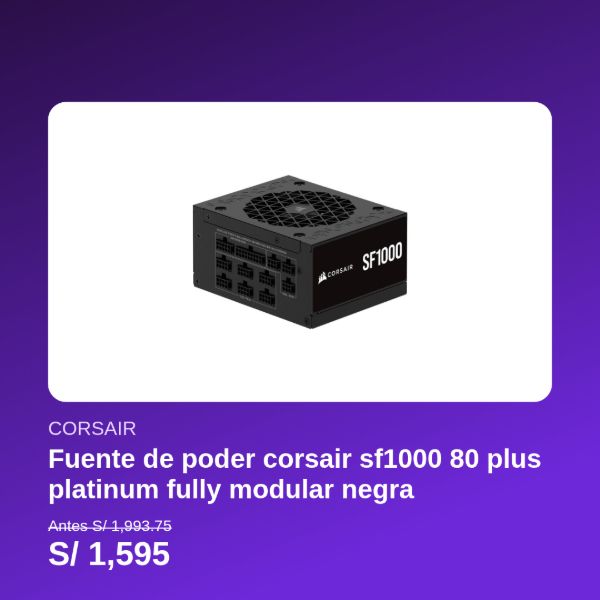 CORSAIR
SF1000
CORSAIR
Fuente de poder corsair sf1000 80 plus
platinum fully modular negra
Antes S/ 1,993.75
S/ 1,595